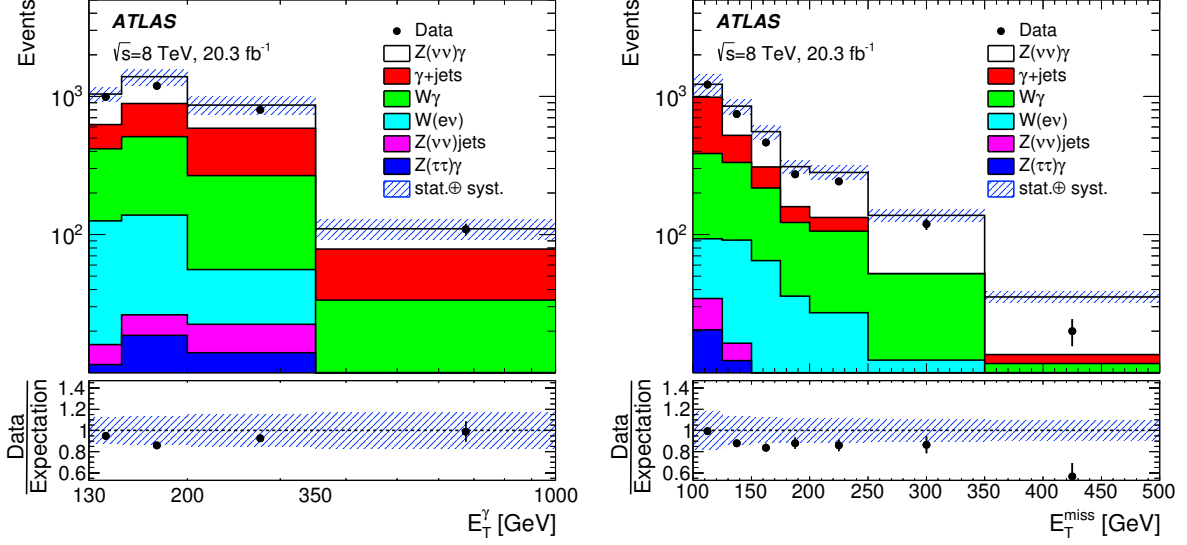 Events
ATLAS
√s=8 TeV, 20.3 fb⁻¹
Data
Z(νν)γ
γ+jets
Wγ
W(eν)
Z(νν)jets
Z(ττ)γ
stat.⊕ syst.
10³
10²
Data
Expectation
1.4
1.2
1
0.8
0.6
130 200 350 1000
E_T^γ [GeV]
Events
ATLAS
√s=8 TeV, 20.3 fb⁻¹
Data
Z(νν)γ
γ+jets
Wγ
W(eν)
Z(νν)jets
Z(ττ)γ
stat.⊕ syst.
10³
10²
Data
Expectation
1.4
1.2
1
0.8
0.6
100 150 200 250 300 350 400 450 500
E_T^miss [GeV]